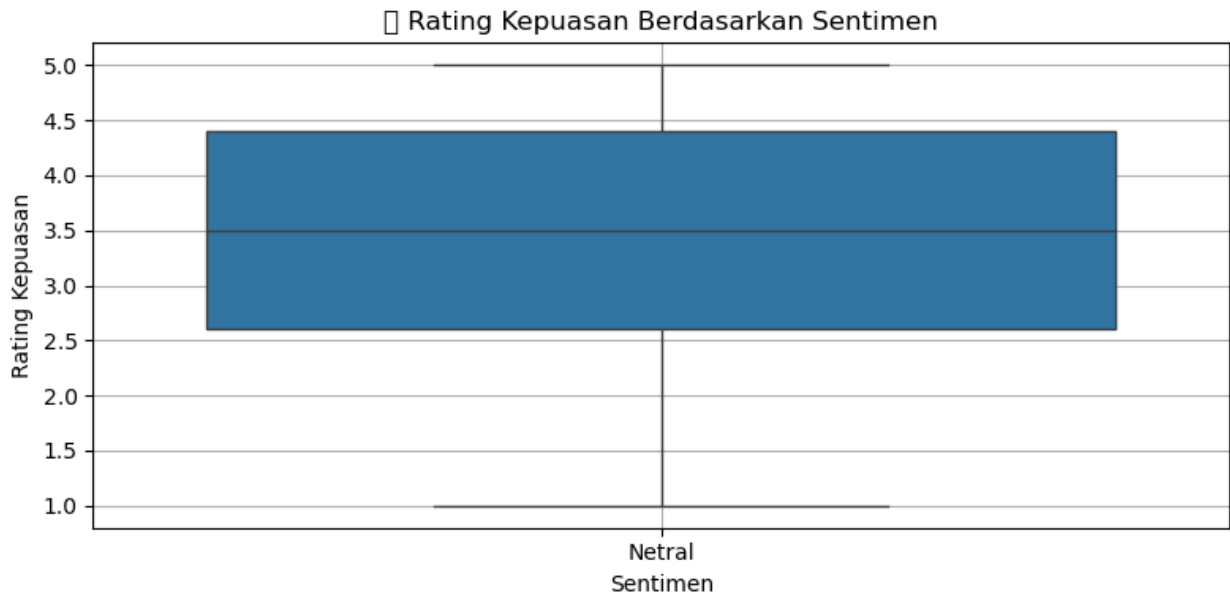 ▯ Rating Kepuasan Berdasarkan Sentimen
5.0
4.5
4.0
3.5
3.0
2.5
2.0
1.5
1.0
Rating Kepuasan
Netral
Sentimen